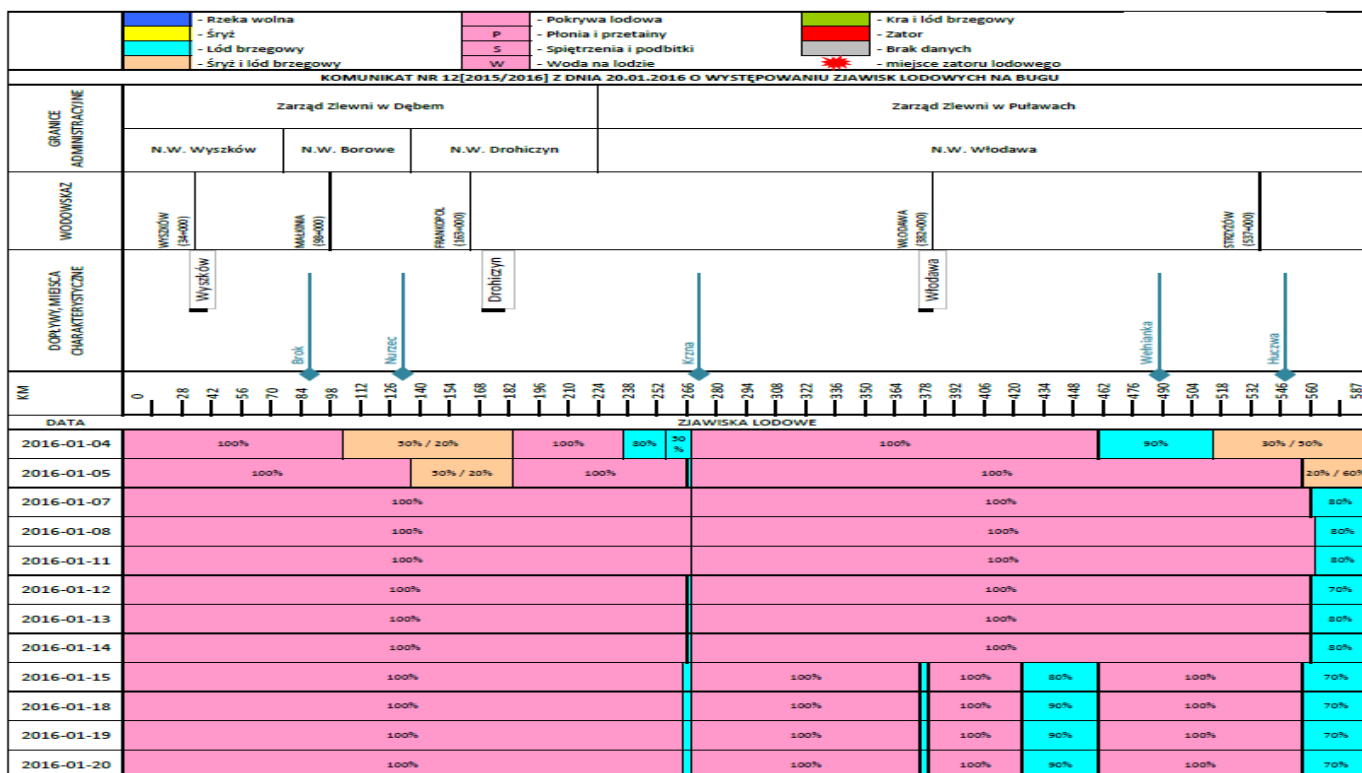 - Rzeka wolna - Pokrywa lodowa - Kra i lód brzegowy
- Śryż P - Płonia i przetainy - Zator
- Lód brzegowy S - Spiętrzenia i podbitki - Brak danych
- Śryż i lód brzegowy W - Woda na lodzie - miejsce zatoru lodowego
KOMUNIKAT NR 12[2015/2016] Z DNIA 20.01.2016 O WYSTĘPOWANIU ZJAWISK LODOWYCH NA BUGU
GRANICE ADMINISTRACYJNE
Zarząd Zlewni w Dębem Zarząd Zlewni w Puławach
N.W. Wyszków N.W. Borowe N.W. Drohiczyn N.W. Włodawa
WODOWSKAZ
WYSZKÓW (34+000) MAŁKINIA (98+000) FRANKOPOL (163+000) WŁODAWA (382+000) STRZYŻÓW (537+000)
DOPŁYWY, MIEJSCA CHARAKTERYSTYCZNE
Wyszków Brok Nurzec Drohiczyn Krzna Włodawa Wełnianka Huczwa
KM 0 28 42 56 70 84 98 112 126 140 154 168 182 196 210 224 238 252 266 280 294 308 322 336 350 364 378 392 406 420 434 448 462 476 490 504 518 532 546 560 587
DATA ZJAWISKA LODOWE
2016-01-04 100% 50% / 20% 100% 80% 50 % 100% 90% 30% / 50%
2016-01-05 100% 50% / 20% 100% 100% 20% / 60%
2016-01-07 100% 100% 80%
2016-01-08 100% 100% 80%
2016-01-11 100% 100% 80%
2016-01-12 100% 100% 70%
2016-01-13 100% 100% 80%
2016-01-14 100% 100% 80%
2016-01-15 100% 100% 100% 80% 100% 70%
2016-01-18 100% 100% 100% 90% 100% 70%
2016-01-19 100% 100% 100% 90% 100% 70%
2016-01-20 100% 100% 100% 90% 100% 70%